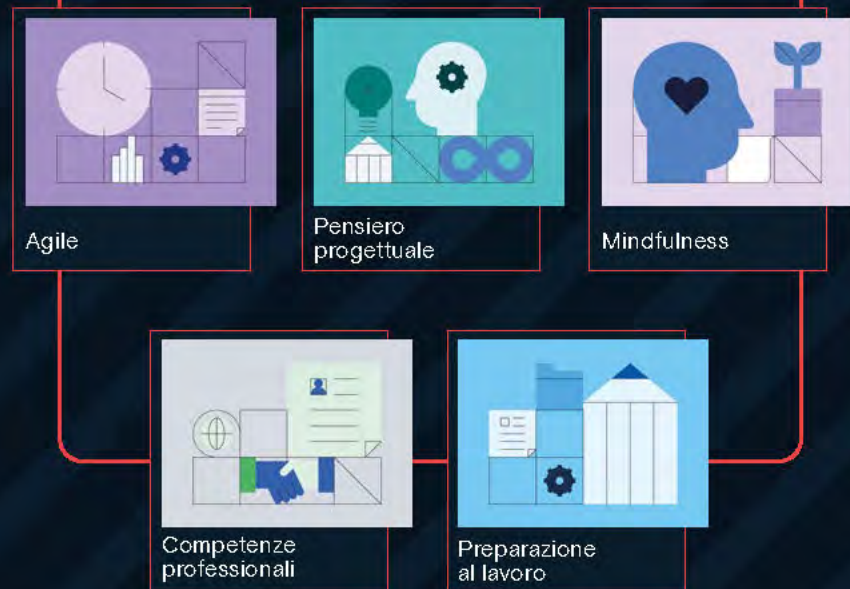 Agile
Pensiero
progettuale
Mindfulness
Competenze
professionali
Preparazione
al lavoro